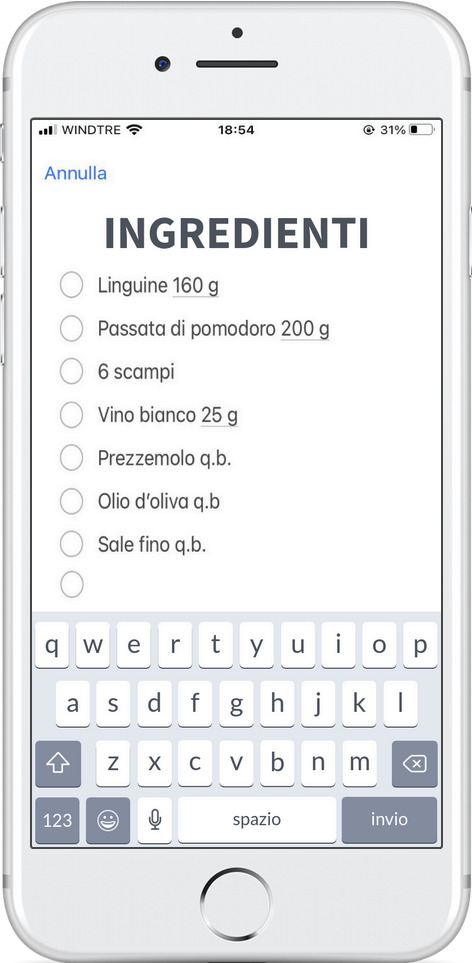 WINDTRE 18:54 31%
Annulla
INGREDIENTI
Linguine 160 g
Passata di pomodoro 200 g
6 scampi
Vino bianco 25 g
Prezzemolo q.b.
Olio d’oliva q.b
Sale fino q.b.
q w e r t y u i o p
a s d f g h j k l
z x c v b n m
123 spazio invio